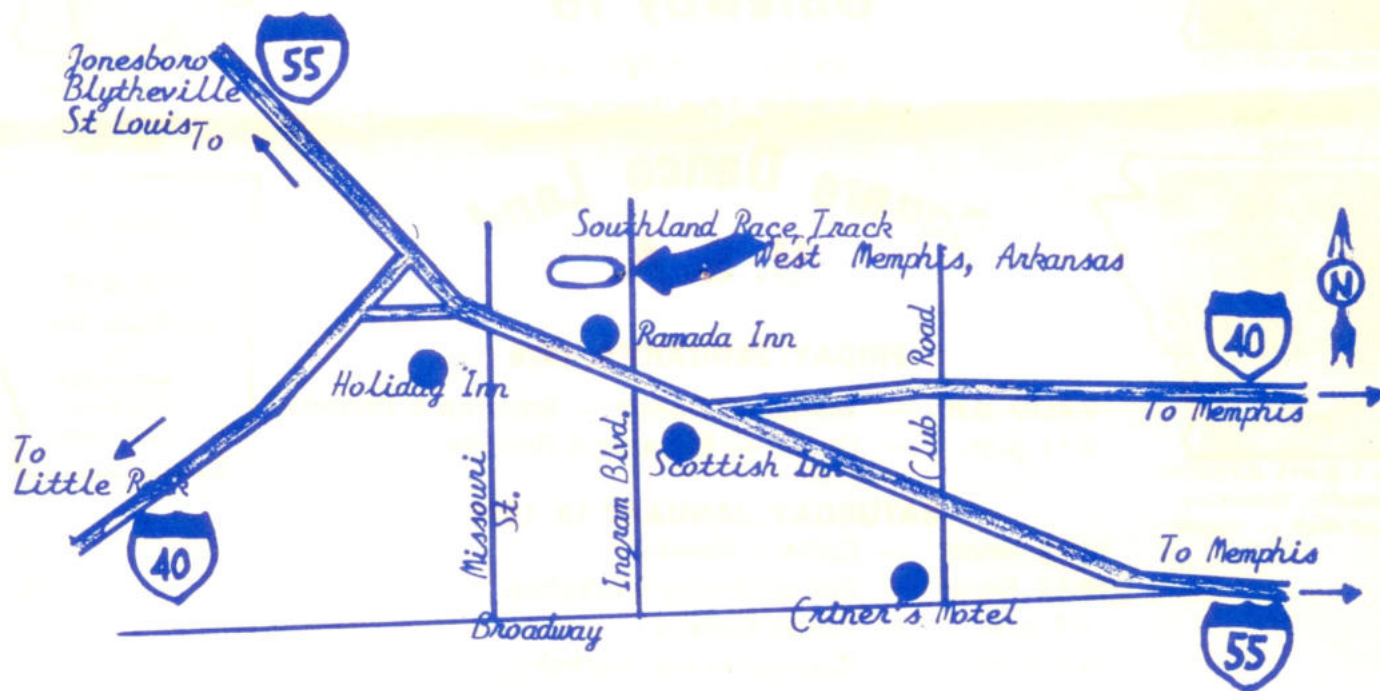 55
Jonesboro
Blytheville
St Louis
To
Southland Race Track
West Memphis, Arkansas
N
Ramada Inn
40
Holiday Inn
To Memphis
Club Road
To
Little Rock
Scottish Inn
Missouri St.
Ingram Blvd.
40
To Memphis
Criner's Motel
Broadway
55